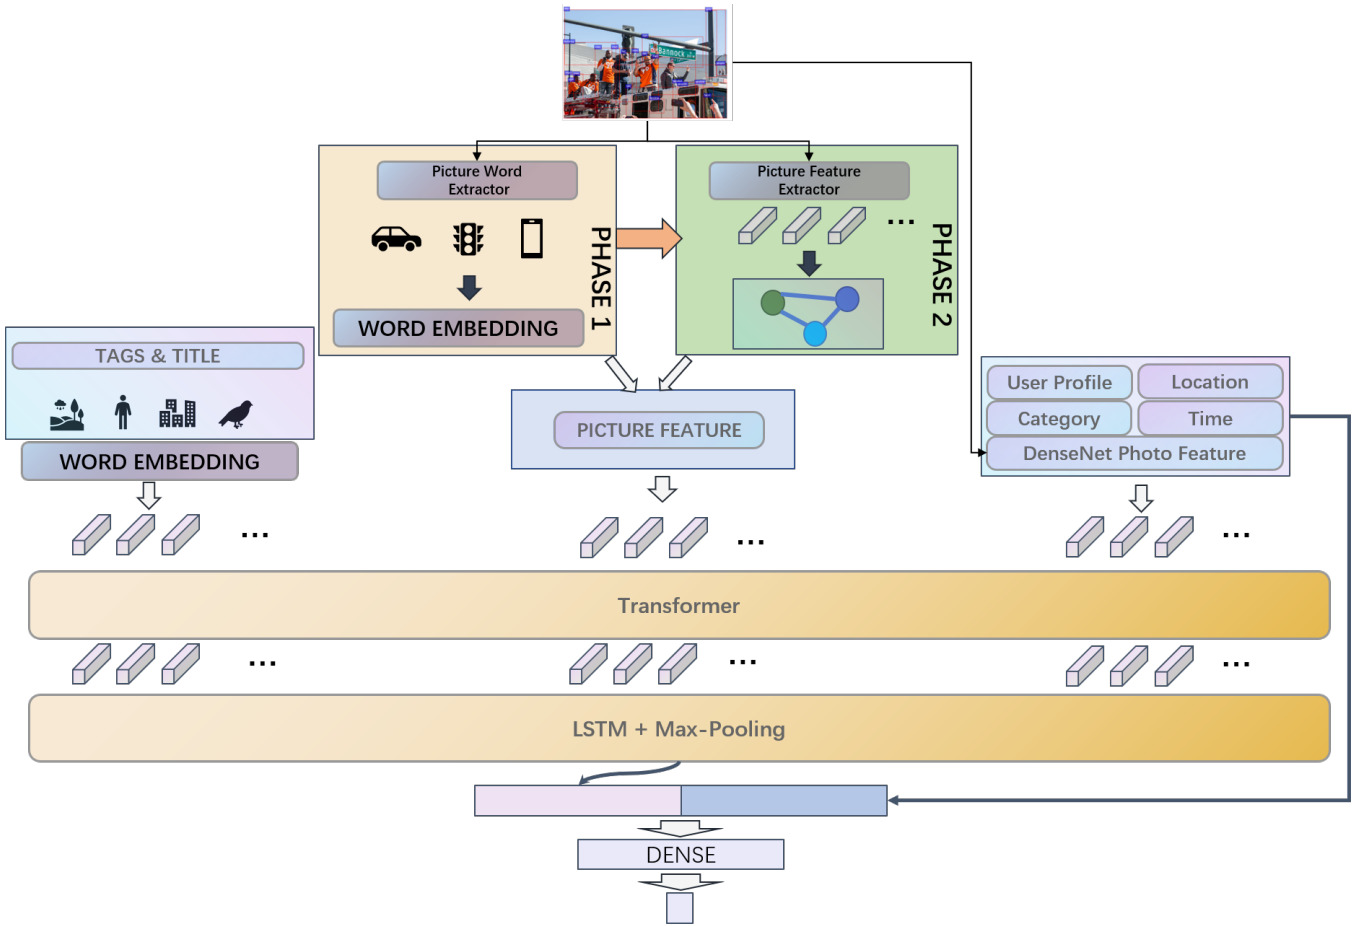 Bannock
Picture Word
Extractor
PHASE 1
WORD EMBEDDING
Picture Feature
Extractor
...
PHASE 2
TAGS & TITLE
WORD EMBEDDING
PICTURE FEATURE
User Profile
Location
Category
Time
DenseNet Photo Feature
...
...
...
Transformer
...
...
...
LSTM + Max-Pooling
DENSE